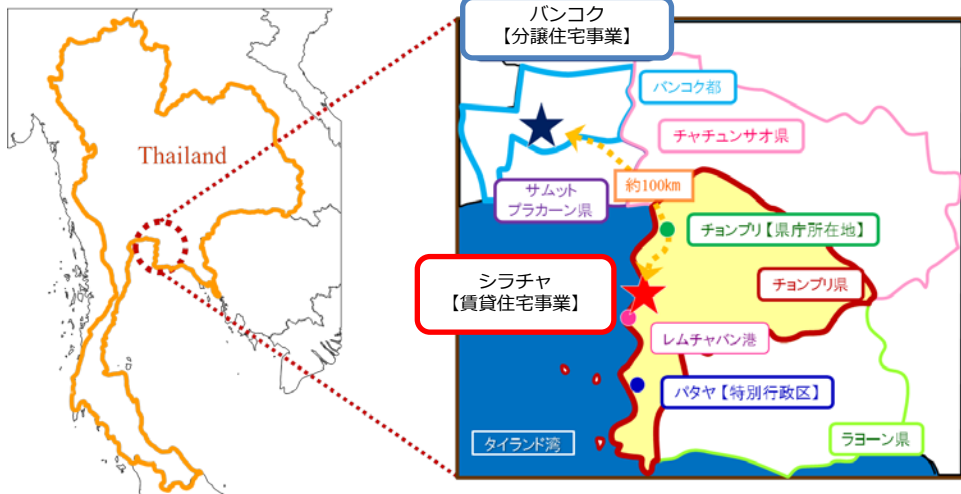 バンコク
【分譲住宅事業】
バンコク都
チャチュンサオ県
Thailand
約100km
サムット
プラカーン県
チョンブリ【県庁所在地】
シラチャ
【賃貸住宅事業】
チョンブリ県
レムチャバン港
パタヤ【特別行政区】
タイランド湾
ラヨーン県